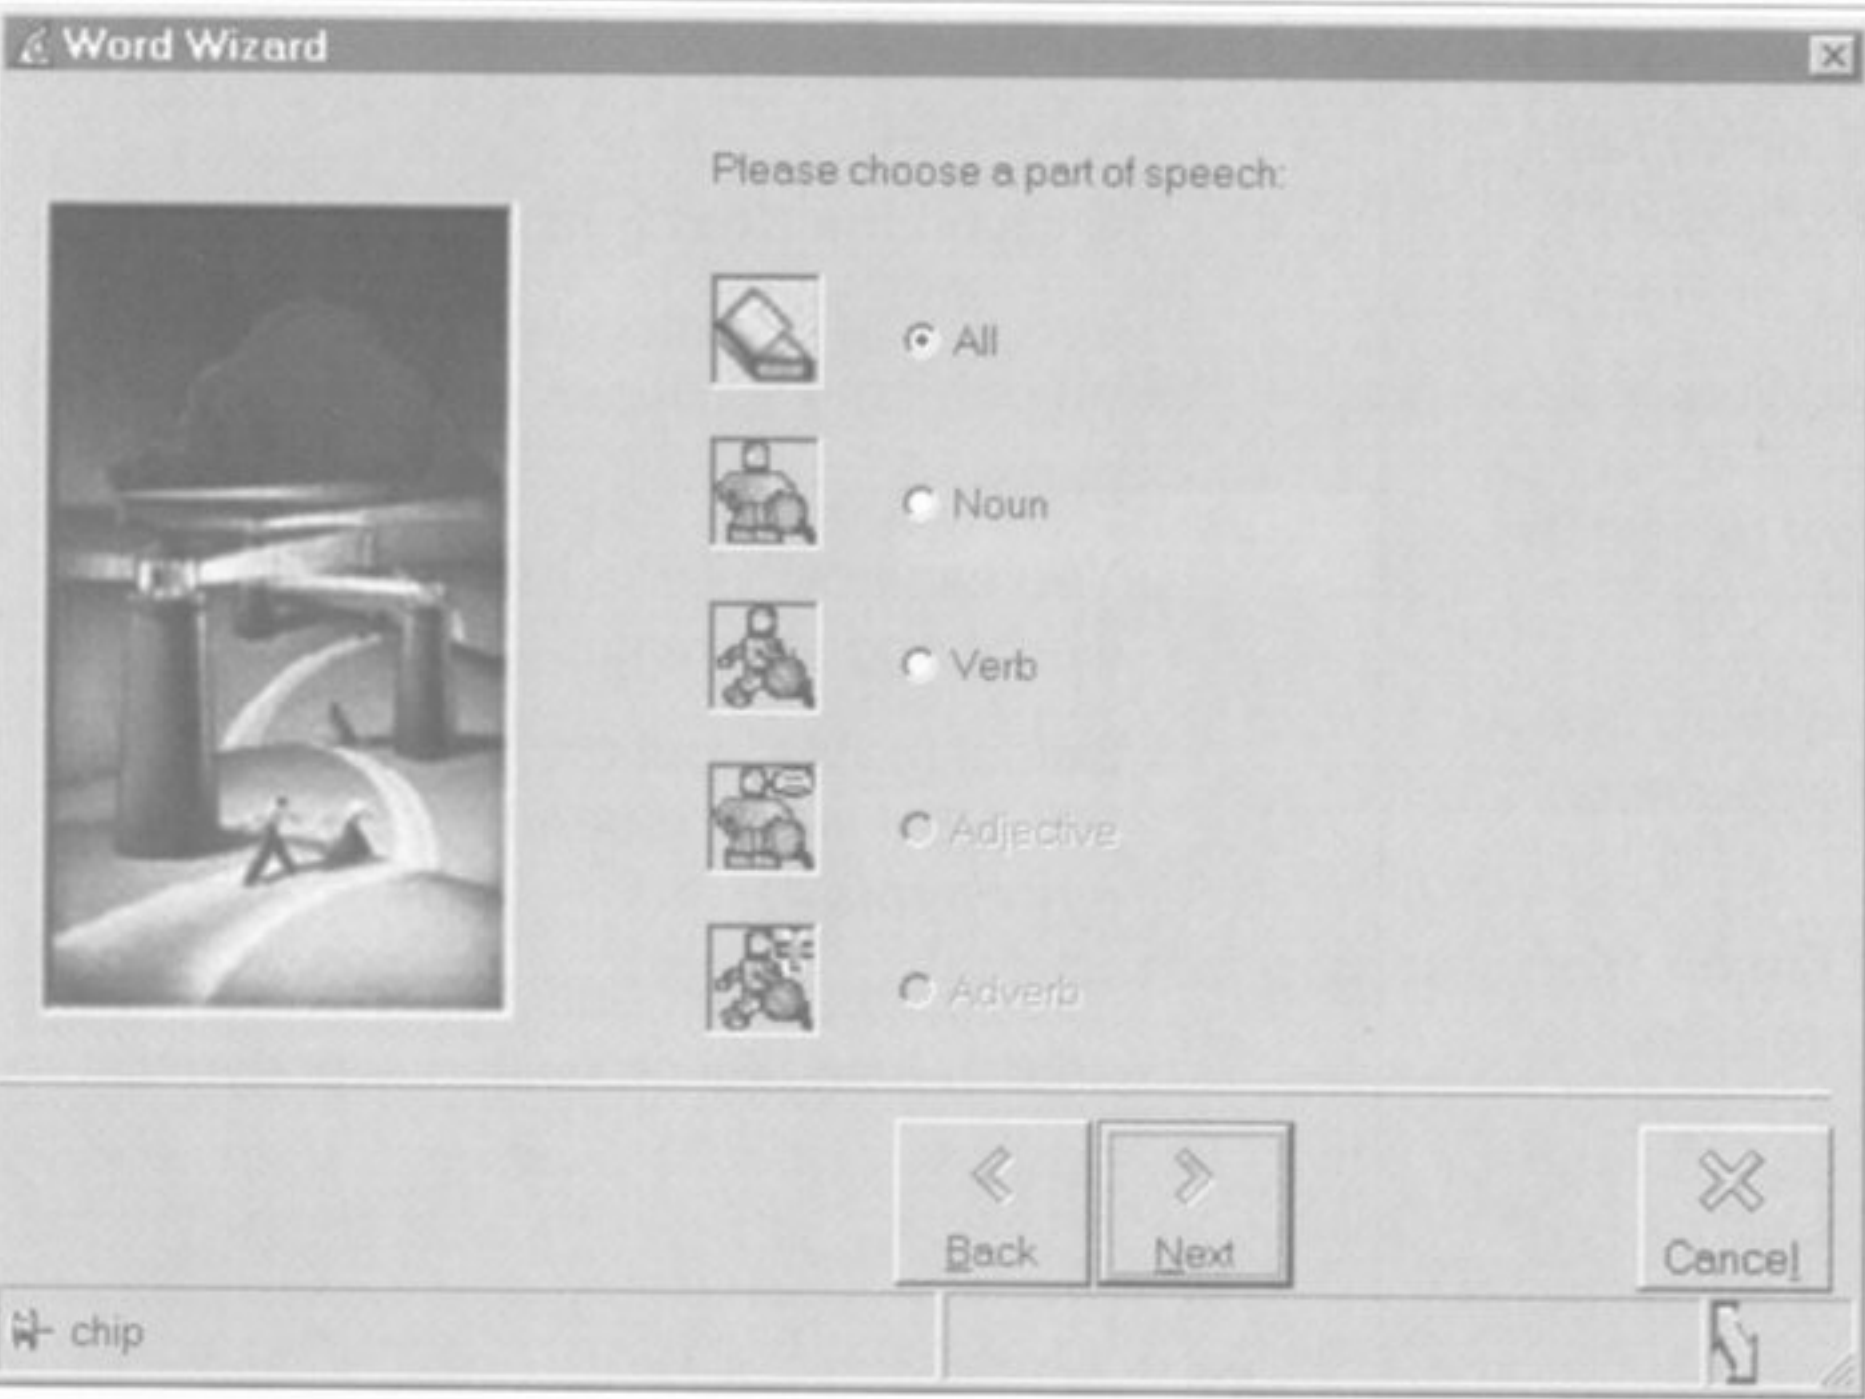 Word Wizard
Please choose a part of speech:
All
Noun
Verb
Adjective
Adverb
Back
Next
Cancel
chip